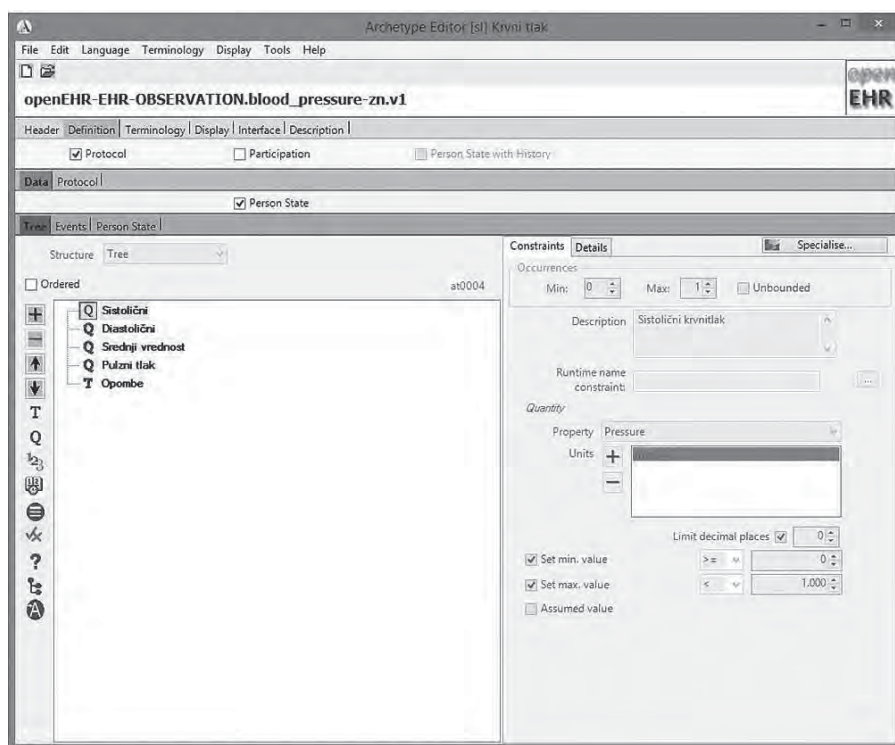 Archetype Editor [sl] Krvni tlak
File Edit Language Terminology Display Tools Help
openEHR
openEHR-EHR-OBSERVATION.blood_pressure-zn.v1
Header Definition Terminology Display Interface Description
Protocol Participation Person State with History
Data Protocol
Person State
Tree Events Person State
Structure Tree
Constraints Details Specialise...
Occurrences
Ordered at0004
Min: 0 Max: 1 Unbounded
Q Sistolični
Q Diastolični
Q Srednji vrednost
Q Pulzni tlak
T Opombe
Description Sistolični krvnitlak
Runtime name
constraint: ...
Quantity
Property Pressure
Units
Limit decimal places 0
Set min. value >= 0
Set max. value < 1.000
Assumed value
T
Q
123
?
A